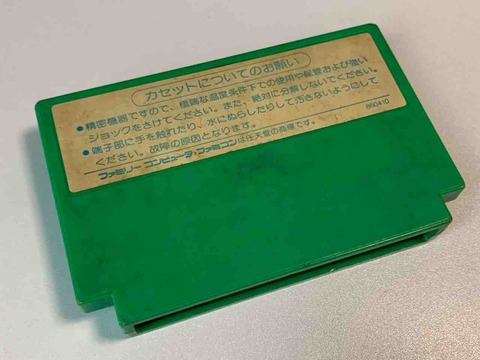 カセットについてのお願い
●精密機器ですので、極端な温度条件下での使用や保管および強い
ショックをさけてください。また、絶対に分解しないでください。
●端子部に手を触れたり、水にぬらしたりして汚さないようにして
ください。故障の原因となります。
860410
ファミリーコンピュータ・ファミコンは任天堂の商標です。